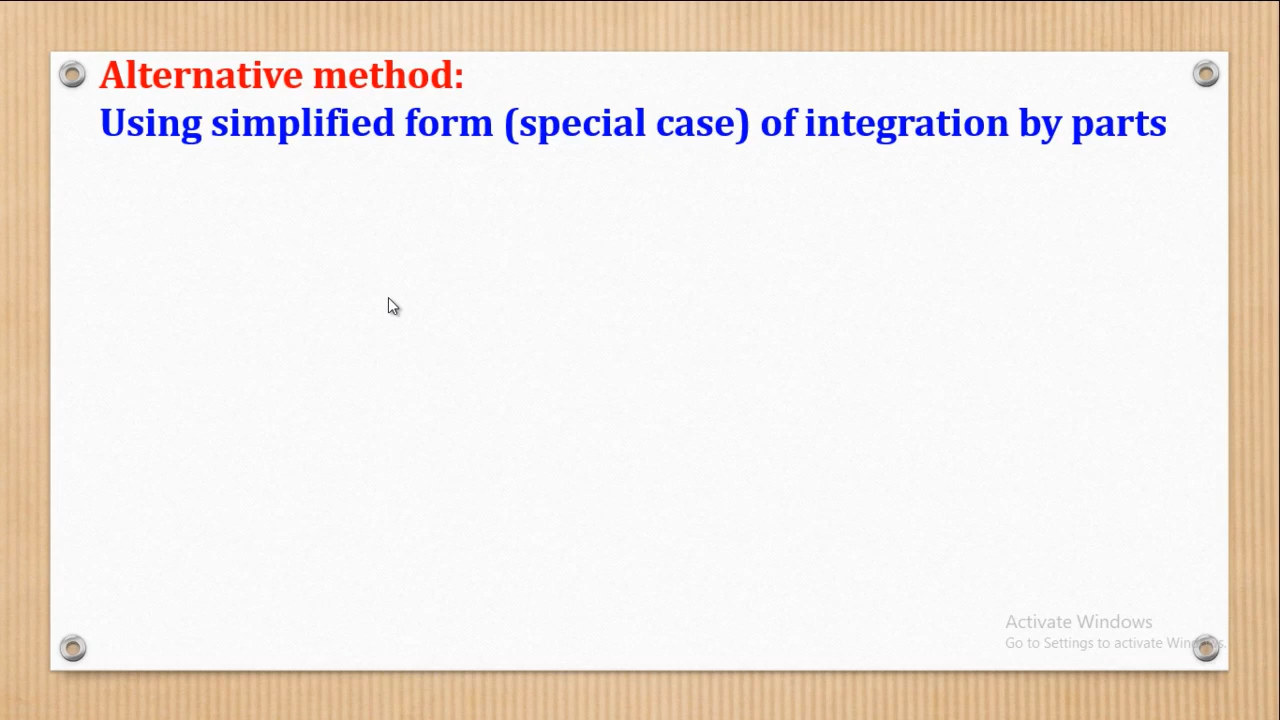 Alternative method:
Using simplified form (special case) of integration by parts
Activate Windows
Go to Settings to activate Windows.